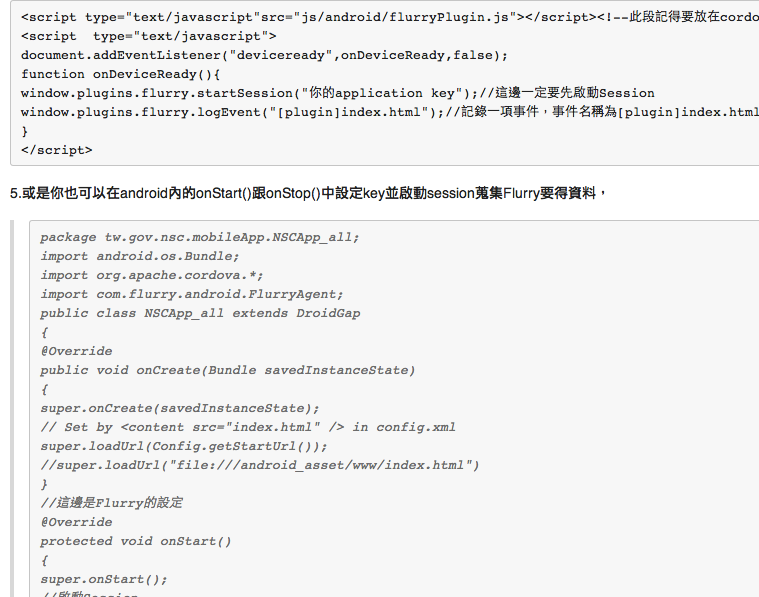 <script type="text/javascript"src="js/android/flurryPlugin.js"></script><!--此段記得要放在cordo
<script  type="text/javascript">
document.addEventListener("deviceready",onDeviceReady,false);
function onDeviceReady(){
window.plugins.flurry.startSession("你的application key");//這邊一定要先啟動Session
window.plugins.flurry.logEvent("[plugin]index.html");//記錄一項事件，事件名稱為[plugin]index.html
}
</script>
5.或是你也可以在android內的onStart()跟onStop()中設定key並啟動session蒐集Flurry要得資料，
package tw.gov.nsc.mobileApp.NSCApp_all;
import android.os.Bundle;
import org.apache.cordova.*;
import com.flurry.android.FlurryAgent;
public class NSCApp_all extends DroidGap
{
@Override
public void onCreate(Bundle savedInstanceState)
{
super.onCreate(savedInstanceState);
// Set by <content src="index.html" /> in config.xml
super.loadUrl(Config.getStartUrl());
//super.loadUrl("file:///android_asset/www/index.html")
}
//這邊是Flurry的設定
@Override
protected void onStart()
{
super.onStart();
//啟動Session